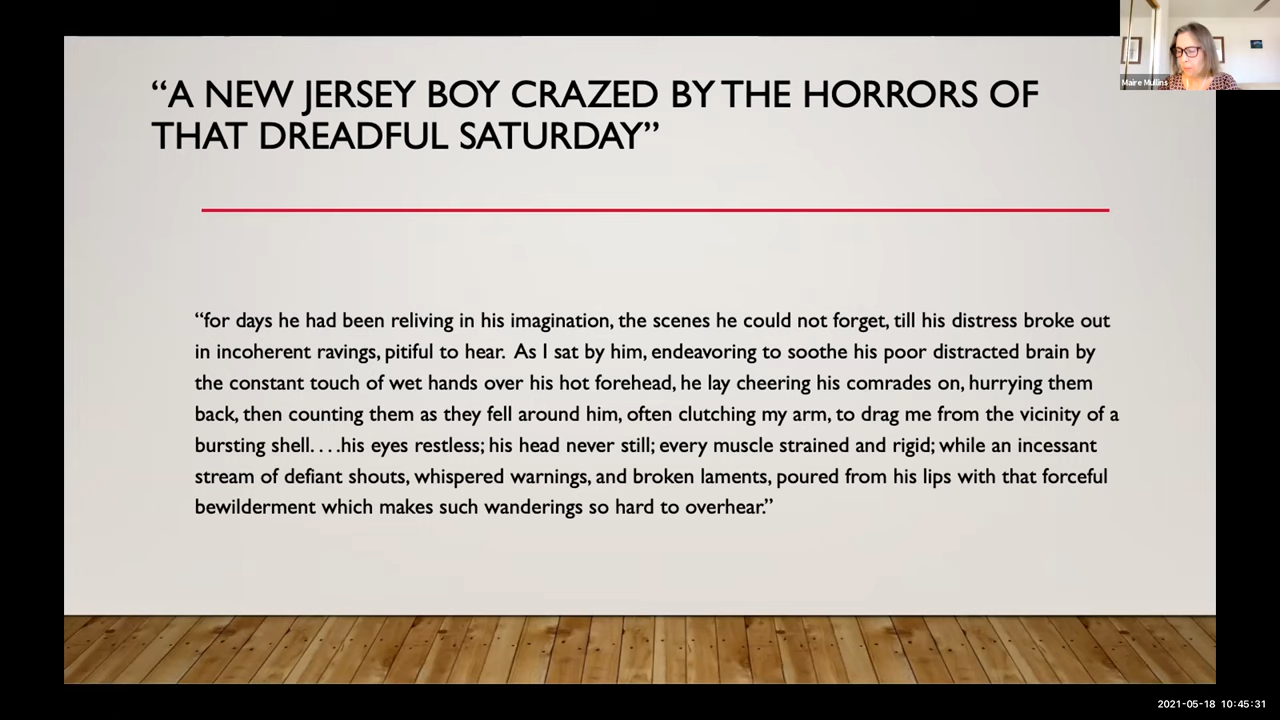 “A NEW JERSEY BOY CRAZED BY THE HORRORS OF
THAT DREADFUL SATURDAY”
Maire Mullins
“for days he had been reliving in his imagination, the scenes he could not forget, till his distress broke out
in incoherent ravings, pitiful to hear.  As I sat by him, endeavoring to soothe his poor distracted brain by
the constant touch of wet hands over his hot forehead, he lay cheering his comrades on, hurrying them
back, then counting them as they fell around him, often clutching my arm, to drag me from the vicinity of a
bursting shell. . . .his eyes restless; his head never still; every muscle strained and rigid; while an incessant
stream of defiant shouts, whispered warnings, and broken laments, poured from his lips with that forceful
bewilderment which makes such wanderings so hard to overhear.”
2021-05-18 10:45:31